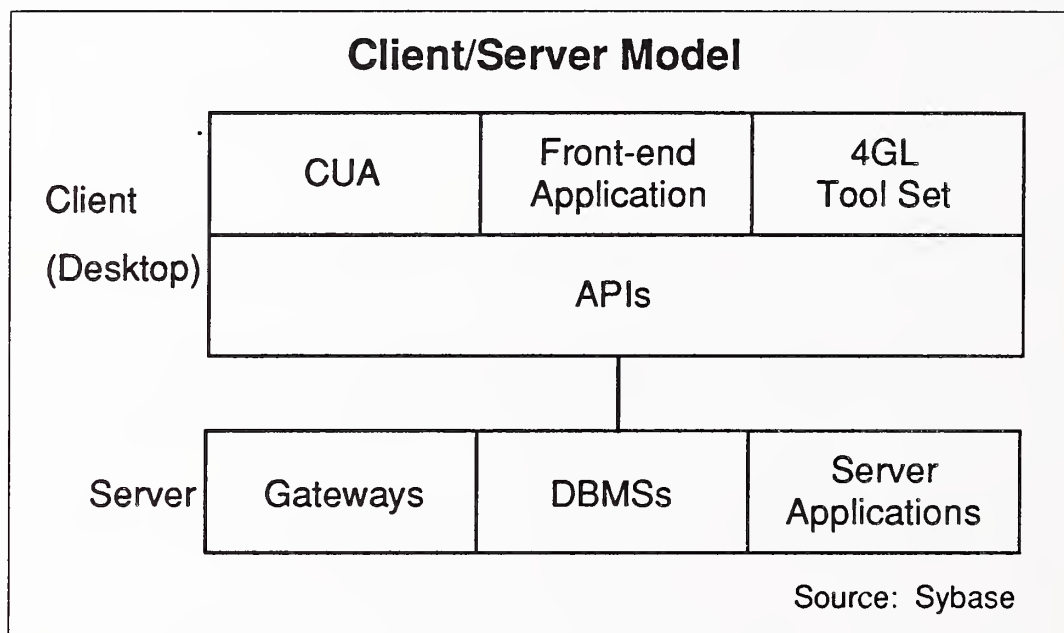 Client/Server Model
CUA
Front-end
Application
4GL
Tool Set
Client
(Desktop)
APIs
Server
Gateways
DBMSs
Server
Applications
Source: Sybase